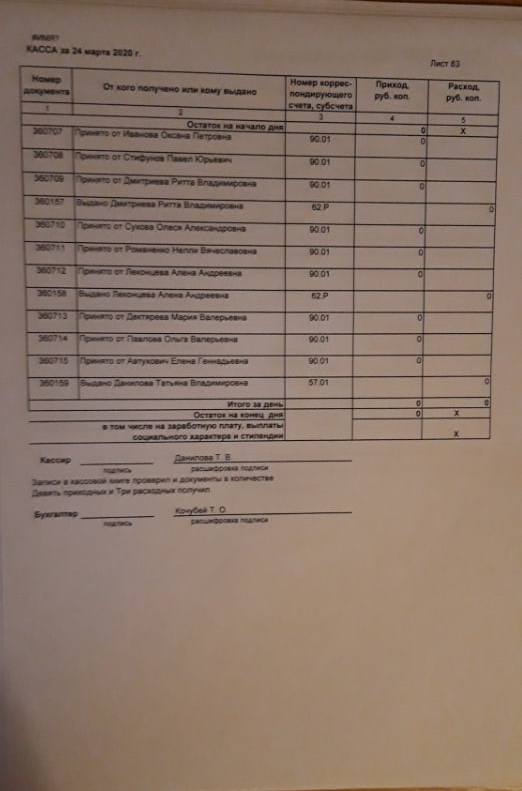 КАССА за 24 марта 2020 г.
Лист 63
Номер документа
От кого получено или кому выдано
Номер коррес-
пондирующего
счета, субсчета
Приход,
руб. коп.
Расход,
руб. коп.
1 2 3 4 5
Остаток на начало дня 0 X
360707 Принято от Иванова Оксана Петровна 90.01 0
360708 Принято от Стифунов Павел Юрьевич 90.01 0
360709 Принято от Дмитриева Ритта Владимировна 90.01 0
360157 Выдано Дмитриева Ритта Владимировна 62.Р 0
360710 Принято от Сукова Олеся Александровна 90.01 0
360711 Принято от Романенко Нелли Вячеславовна 90.01 0
360712 Принято от Леконцева Алена Андреевна 90.01 0
360158 Выдано Леконцева Алена Андреевна 62.Р 0
360713 Принято от Дектярева Мария Валерьевна 90.01 0
360714 Принято от Павлова Ольга Валерьевна 90.01 0
360715 Принято от Автукович Елена Геннадьевна 90.01 0
360159 Выдано Данилова Татьяна Владимировна 57.01 0
Итого за день 0 0
Остаток на конец дня 0 X
в том числе на заработную плату, выплаты
социального характера и стипендии X
Кассир Данилова Т. В.
подпись расшифровка подписи
Записи в кассовой книге проверил и документы в количестве
Девять приходных и Три расходных получил.
Бухгалтер Кочубей Т. О.
подпись расшифровка подписи